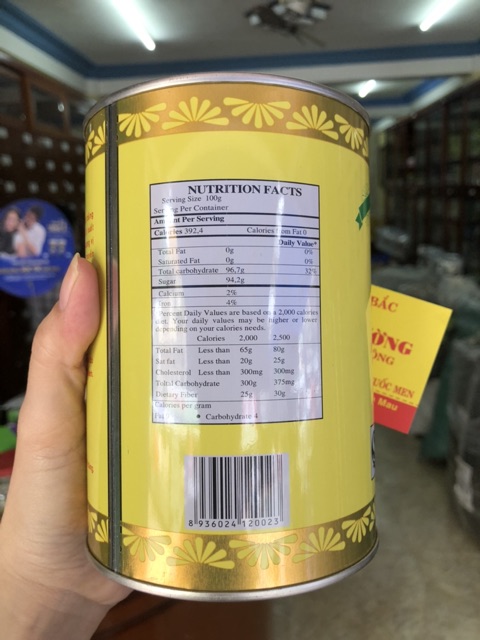 NUTRITION FACTS
Serving Size 100g
Serving Per Container
Amount Per Serving
Calories 392,4 Calories from Fat 0
Daily Value*
Total Fat 0g 0%
Saturated Fat 0g 0%
Total carbohydrate 96,7g 32%
Sugar 94,2g
Calcium 2%
Iron 4%
Percent Daily Values are based on a 2,000 calories
diet. Your daily values may be higher or lower
depending on your calories needs.
Calories 2,000 2,500
Total Fat Less than 65g 80g
Sat fat Less than 20g 25g
Cholesterol Less than 300mg 300mg
Toltal Carbohydrate 300g 375mg
Dietary Fiber 25g 30g
Calories per gram
• Carbohydrate 4
8 936024 120023
BẮC
ỜNG
ỘNG
UỐC MEN
Mau